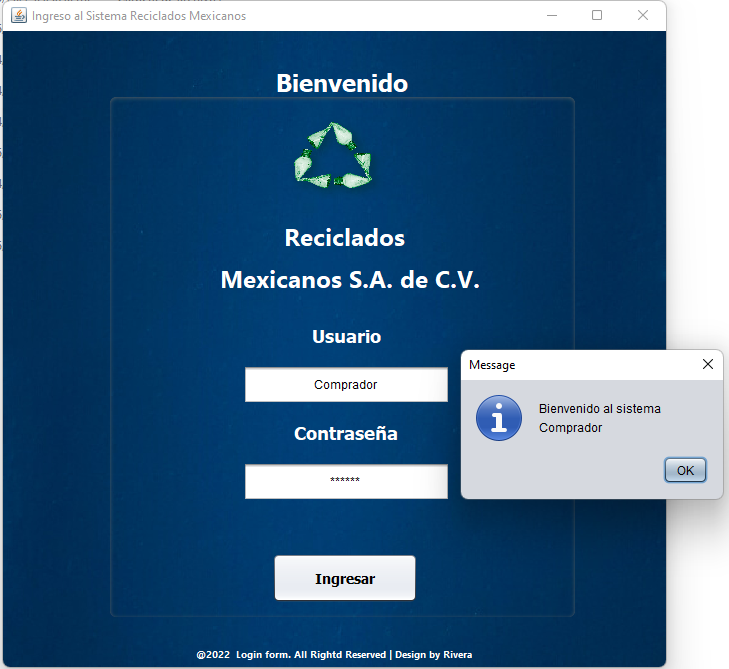 Ingreso al Sistema Reciclados Mexicanos
Bienvenido
Reciclados
Mexicanos S.A. de C.V.
Usuario
Comprador
Contraseña
******
Ingresar
@2022 Login form. All Rightd Reserved | Design by Rivera
Message
Bienvenido al sistema
Comprador
OK